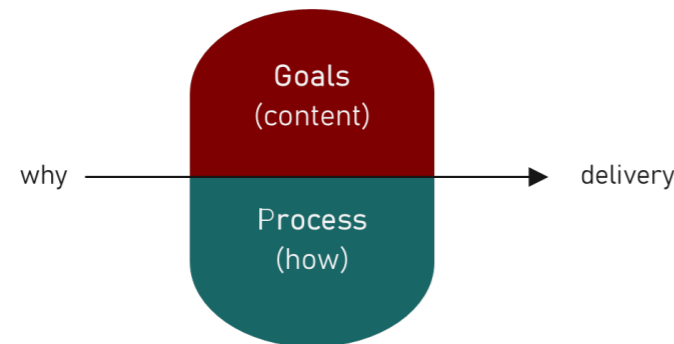 Goals
(content)
why
delivery
Process
(how)